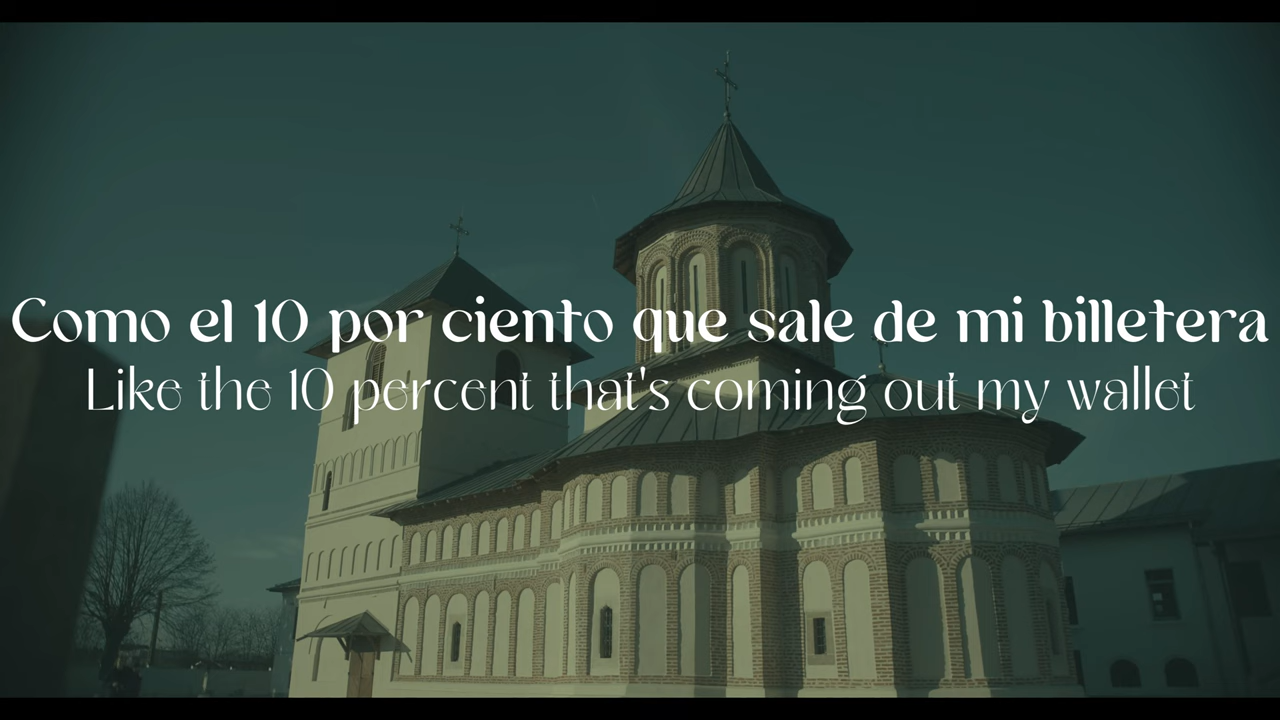 Como el 10 por ciento que sale de mi billetera
Like the 10 percent that's coming out my wallet